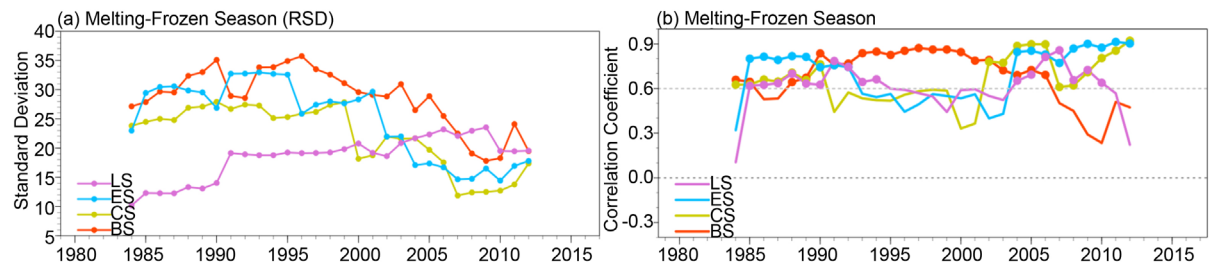 (a) Melting-Frozen Season (RSD)
Standard Deviation
40
35
30
25
20
15
10
5
LS
ES
CS
BS
1980 1985 1990 1995 2000 2005 2010 2015
(b) Melting-Frozen Season
Correlation Coefficient
0.9
0.6
0.3
0.0
-0.3
LS
ES
CS
BS
1980 1985 1990 1995 2000 2005 2010 2015